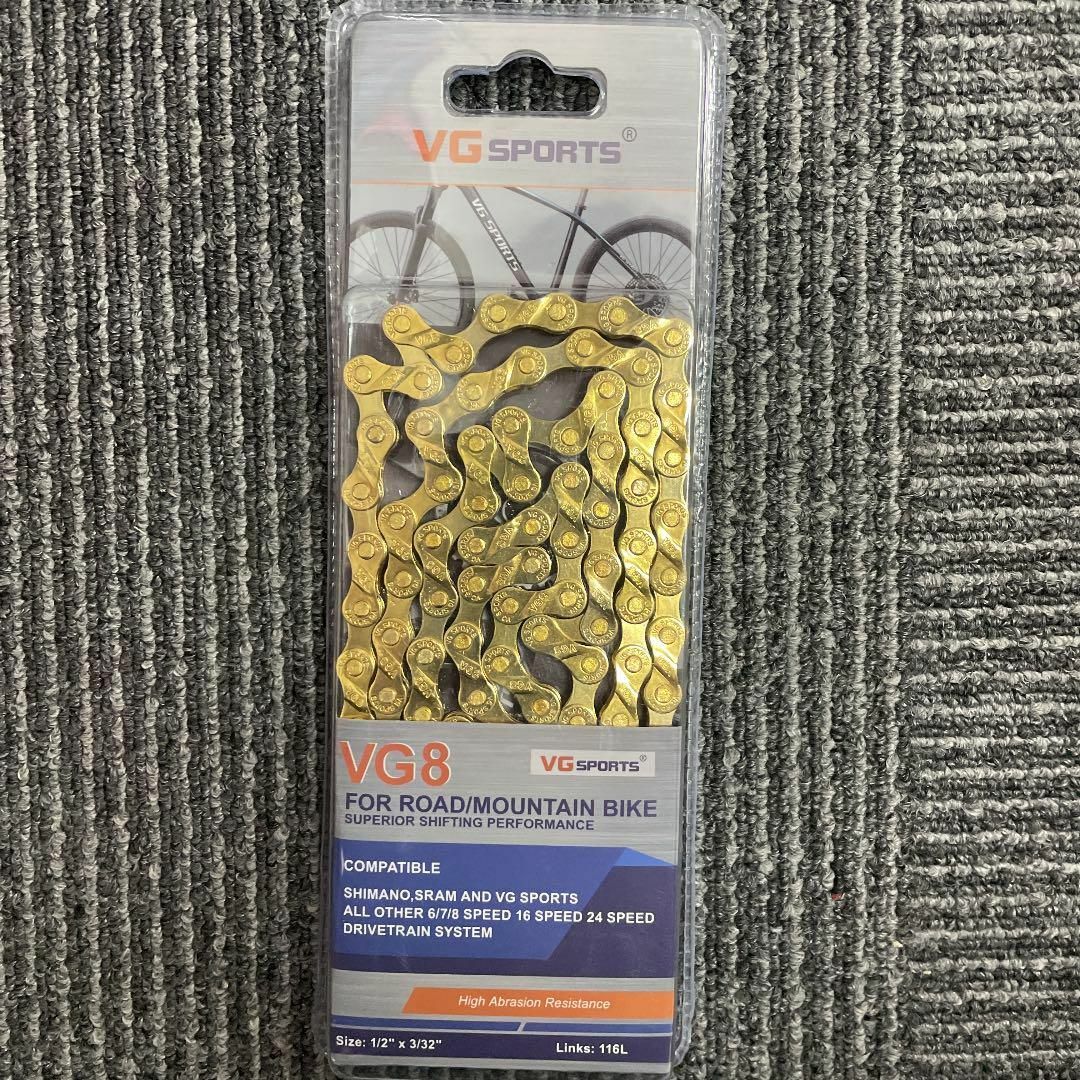 VG SPORTS®
VG SPORTS
VG8
VG SPORTS®
FOR ROAD/MOUNTAIN BIKE
SUPERIOR SHIFTING PERFORMANCE
COMPATIBLE
SHIMANO,SRAM AND VG SPORTS
ALL OTHER 6/7/8 SPEED 16 SPEED 24 SPEED
DRIVETRAIN SYSTEM
High Abrasion Resistance
Size: 1/2" x 3/32"
Links: 116L